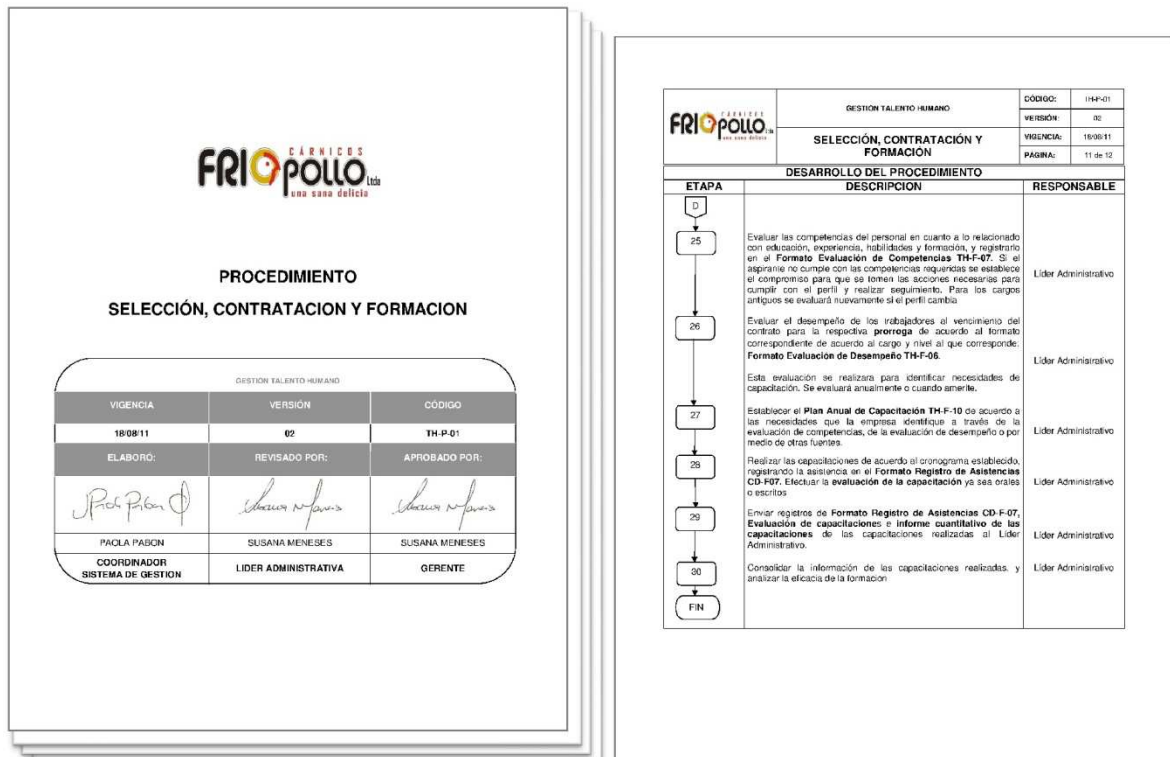 CÁRNICOS
FRIOPOLLO Ltda
una sana delicia
PROCEDIMIENTO
SELECCIÓN, CONTRATACION Y FORMACION
GESTIÓN TALENTO HUMANO
VIGENCIA VERSIÓN CÓDIGO
18/08/11 02 TH-P-01
ELABORÓ: REVISADO POR: APROBADO POR:
PAOLA PABON SUSANA MENESES SUSANA MENESES
COORDINADOR
SISTEMA DE GESTION LIDER ADMINISTRATIVA GERENTE
CÁRNICOS
FRIOPOLLO Ltda
una sana delicia
GESTIÓN TALENTO HUMANO
SELECCIÓN, CONTRATACIÓN Y
FORMACIÓN
CÓDIGO: TH-P-01
VERSIÓN: 02
VIGENCIA: 18/08/11
PAGINA: 11 de 12
DESARROLLO DEL PROCEDIMIENTO
ETAPA DESCRIPCION RESPONSABLE
D
25
Evaluar las competencias del personal en cuanto a lo relacionado
con educación, experiencia, habilidades y formación, y registrarlo
en el Formato Evaluación de Competencias TH-F-07. Si el
aspirante no cumple con las competencias requeridas se establece
el compromiso para que se tomen las acciones necesarias para
cumplir con el perfil y realizar seguimiento. Para los cargos
antiguos se evaluará nuevamente si el perfil cambia
Líder Administrativo
26
Evaluar el desempeño de los trabajadores al vencimiento del
contrato para la respectiva prorroga de acuerdo al formato
correspondiente de acuerdo al cargo y nivel al que corresponde.
Formato Evaluación de Desempeño TH-F-06.
Esta evaluación se realizara para identificar necesidades de
capacitación. Se evaluará anualmente o cuando amerite.
Líder Administrativo
27
Establecer el Plan Anual de Capacitación TH-F-10 de acuerdo a
las necesidades que la empresa identifique a través de la
evaluación de competencias, de la evaluación de desempeño o por
medio de otras fuentes.
Líder Administrativo
28
Realizar las capacitaciones de acuerdo al cronograma establecido,
registrando la asistencia en el Formato Registro de Asistencias
CD-F07. Efectuar la evaluación de la capacitación ya sea orales
o escritos
Líder Administrativo
29
Enviar registros de Formato Registro de Asistencias CD-F-07,
Evaluación de capacitaciones e informe cuantitativo de las
capacitaciones de las capacitaciones realizadas al Líder
Administrativo.
Líder Administrativo
30
Consolidar la información de las capacitaciones realizadas, y
analizar la eficacia de la formacion
Líder Administrativo
FIN